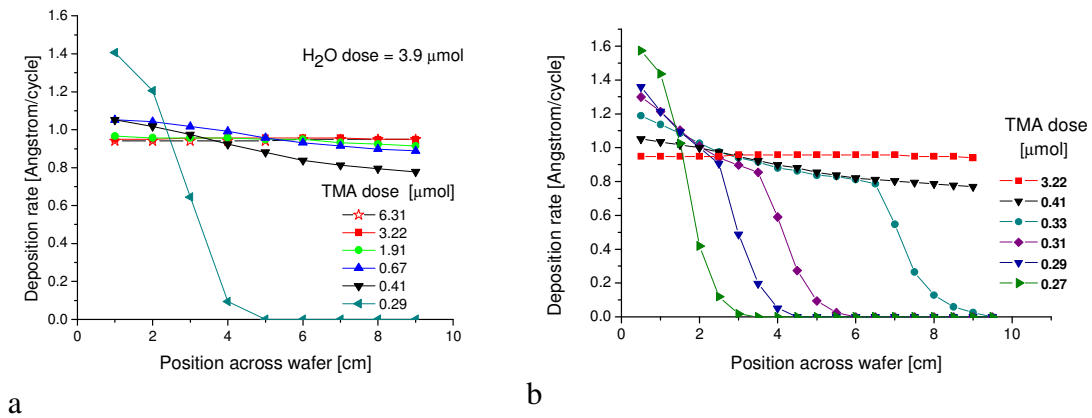 1.6
1.4
1.2
1.0
0.8
0.6
0.4
0.2
0.0
Deposition rate [Angstrom/cycle]
H2O dose = 3.9 μmol
TMA dose [μmol]
6.31
3.22
1.91
0.67
0.41
0.29
0 2 4 6 8 10
Position across wafer [cm]
a
1.6
1.4
1.2
1.0
0.8
0.6
0.4
0.2
0.0
Deposition rate [Angstrom/cycle]
TMA dose
[μmol]
3.22
0.41
0.33
0.31
0.29
0.27
0 2 4 6 8 10
Position across wafer [cm]
b